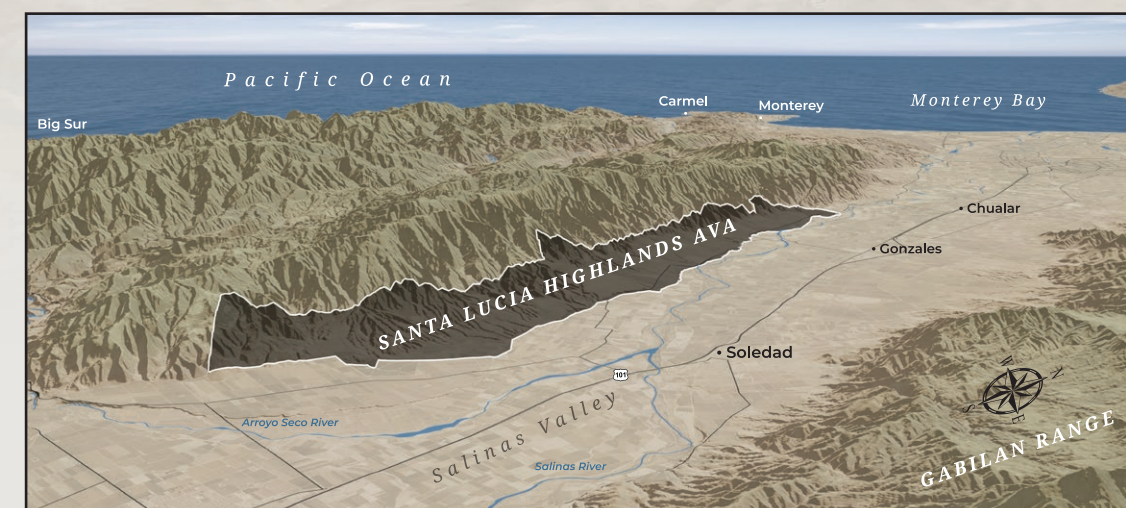 Pacific Ocean
Carmel
Monterey
Monterey Bay
Big Sur
Chualar
SANTA LUCIA HIGHLANDS AVA
Gonzales
Soledad
101
W
N
S
E
Arroyo Seco River
Salinas Valley
Salinas River
GABILAN RANGE